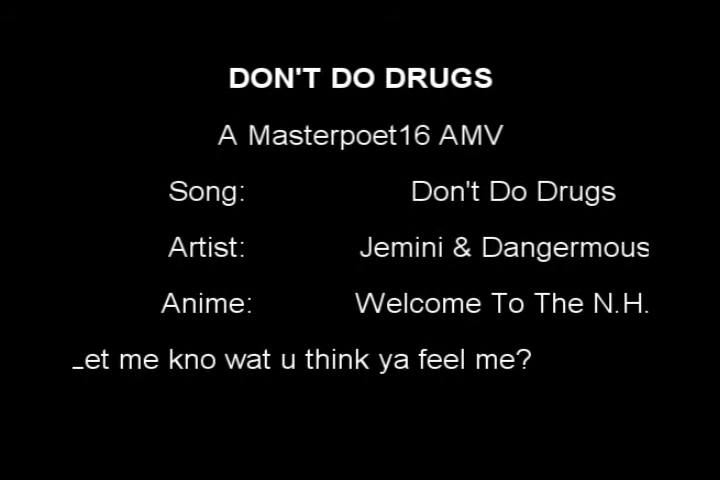 DON'T DO DRUGS
A Masterpoet16 AMV
Song: Don't Do Drugs
Artist: Jemini & Dangermous
Anime: Welcome To The N.H.
Let me kno wat u think ya feel me?